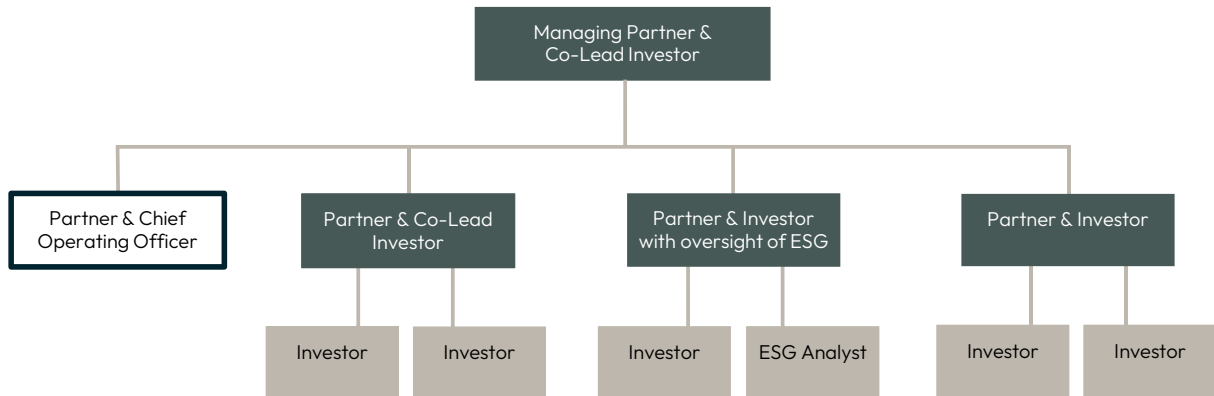 Managing Partner &
Co-Lead Investor
Partner & Chief
Operating Officer
Partner & Co-Lead
Investor
Partner & Investor
with oversight of ESG
Partner & Investor
Investor
Investor
Investor
ESG Analyst
Investor
Investor